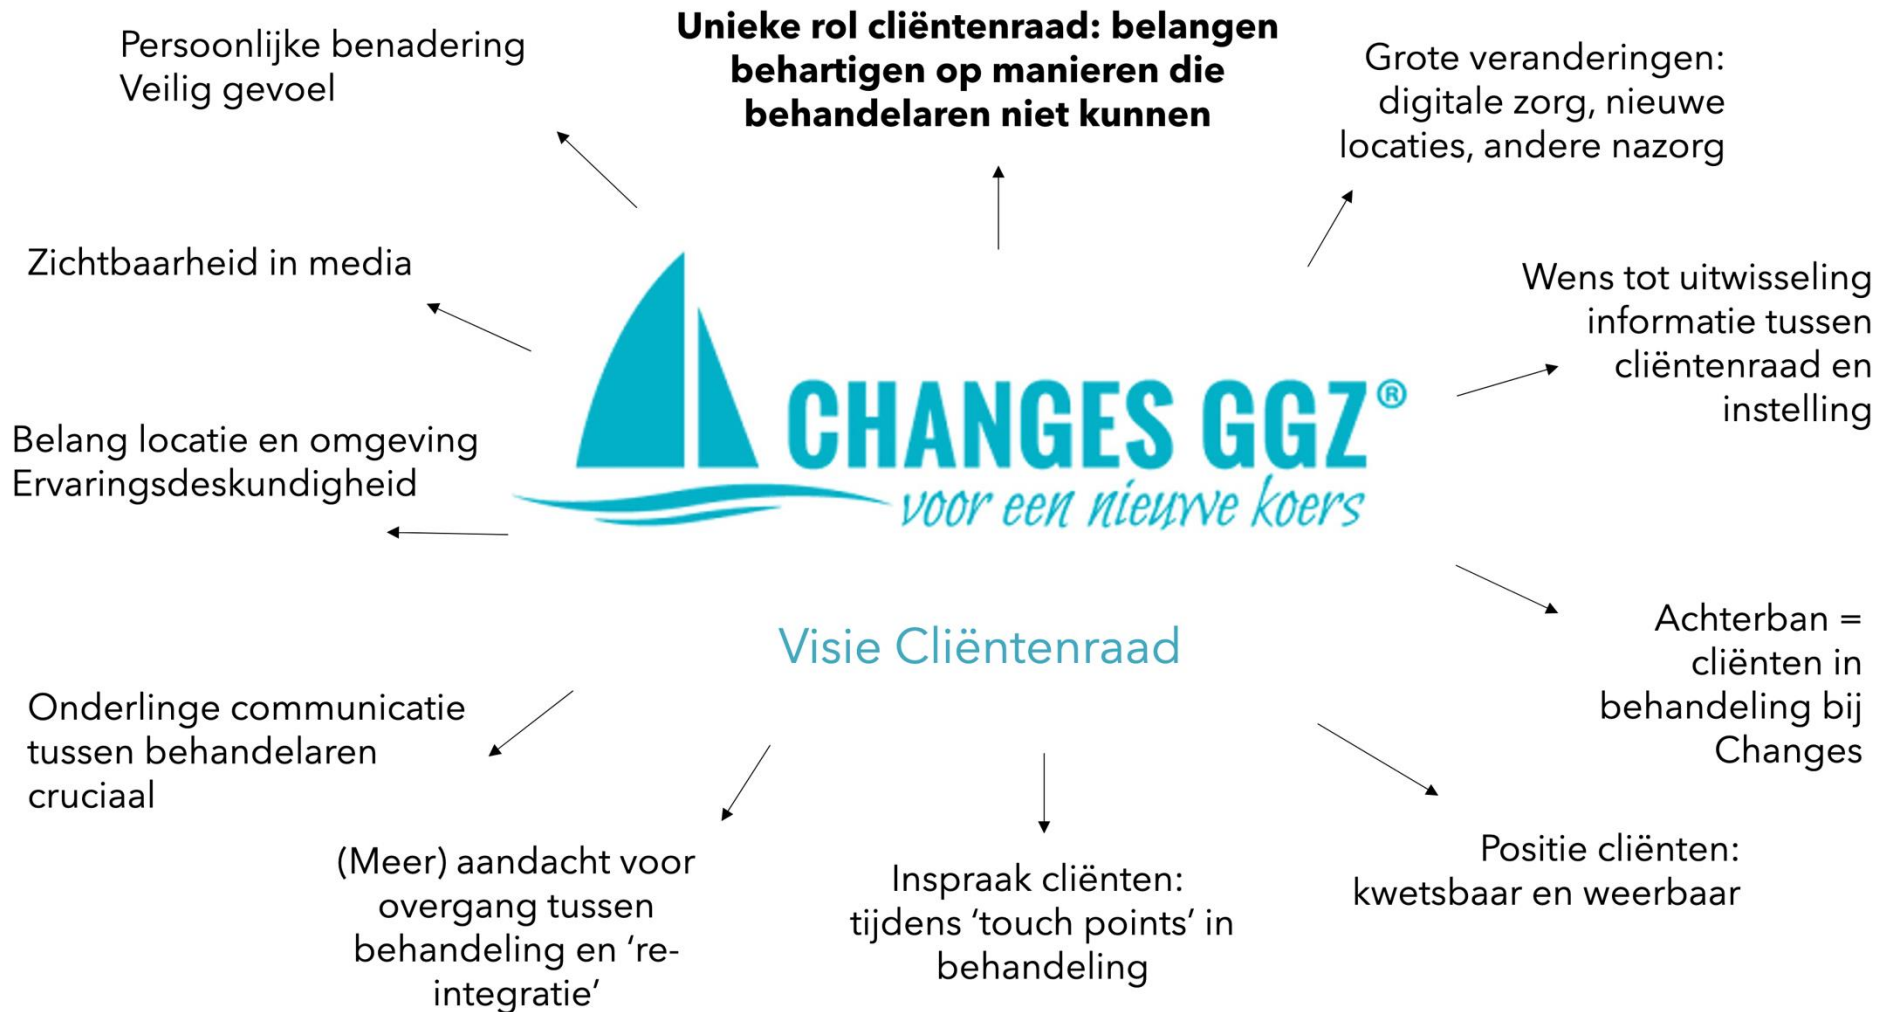 Unieke rol cliëntenraad: belangen
behartigen op manieren die
behandelaren niet kunnen
Persoonlijke benadering
Veilig gevoel
Grote veranderingen:
digitale zorg, nieuwe
locaties, andere nazorg
Zichtbaarheid in media
Wens tot uitwisseling
informatie tussen
cliëntenraad en
instelling
CHANGES GGZ®
voor een nieuwe koers
Belang locatie en omgeving
Ervaringsdeskundigheid
Visie Cliëntenraad
Achterban =
cliënten in
behandeling bij
Changes
Onderlinge communicatie
tussen behandelaren
cruciaal
(Meer) aandacht voor
overgang tussen
behandeling en ‘re-
integratie’
Inspraak cliënten:
tijdens ‘touch points’ in
behandeling
Positie cliënten:
kwetsbaar en weerbaar